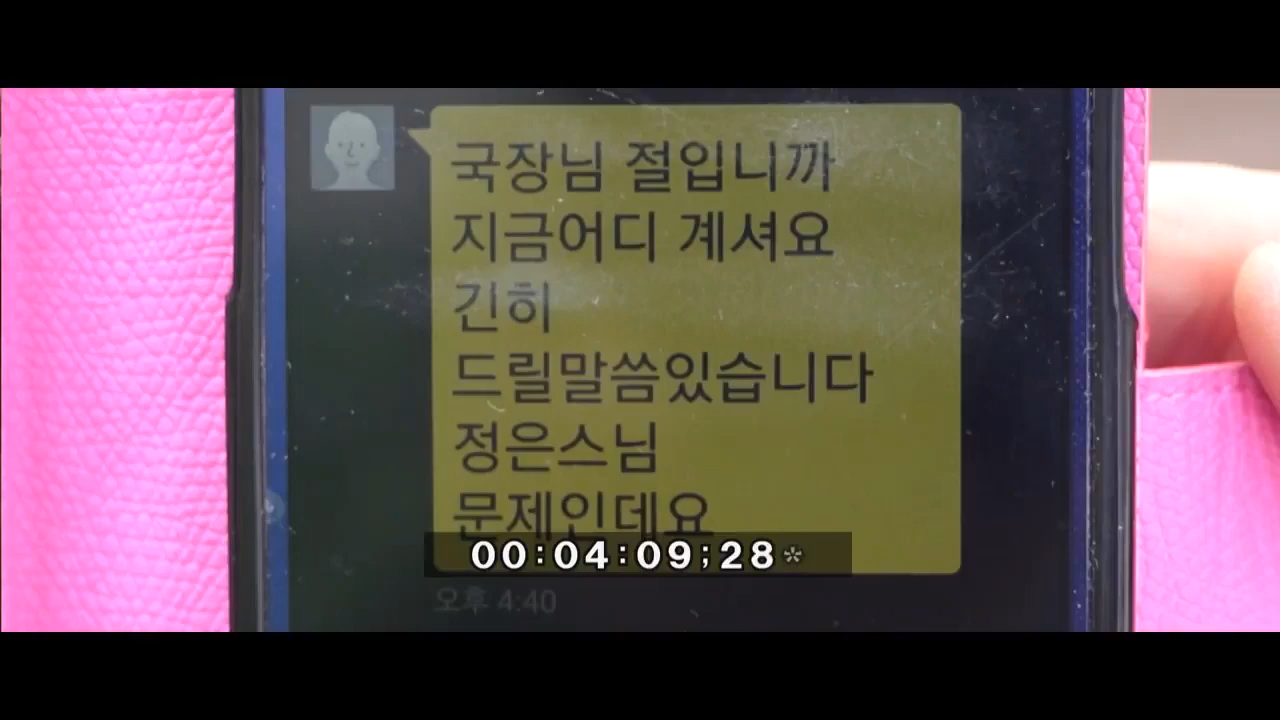 국장님 절입니까
지금어디 계셔요
긴히
드릴말씀있습니다
정은스님
문제인데요
00:04:09;28*
오후 4:40